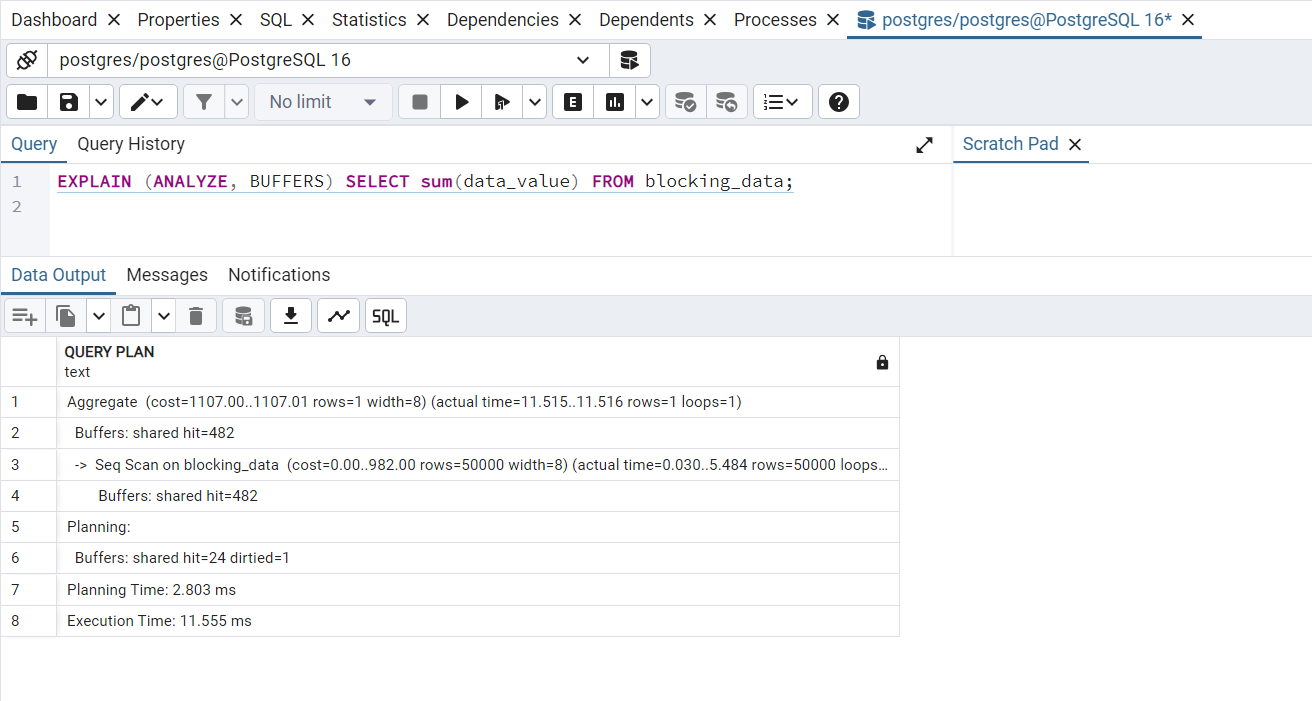 Dashboard Properties SQL Statistics Dependencies Dependents Processes postgres/postgres@PostgreSQL 16*
postgres/postgres@PostgreSQL 16
No limit E
Query Query History Scratch Pad
1 EXPLAIN (ANALYZE, BUFFERS) SELECT sum(data_value) FROM blocking_data;
2
Data Output Messages Notifications
SQL
QUERY PLAN
text
1 Aggregate (cost=1107.00..1107.01 rows=1 width=8) (actual time=11.515..11.516 rows=1 loops=1)
2 Buffers: shared hit=482
3 -> Seq Scan on blocking_data (cost=0.00..982.00 rows=50000 width=8) (actual time=0.030..5.484 rows=50000 loops...
4 Buffers: shared hit=482
5 Planning:
6 Buffers: shared hit=24 dirtied=1
7 Planning Time: 2.803 ms
8 Execution Time: 11.555 ms